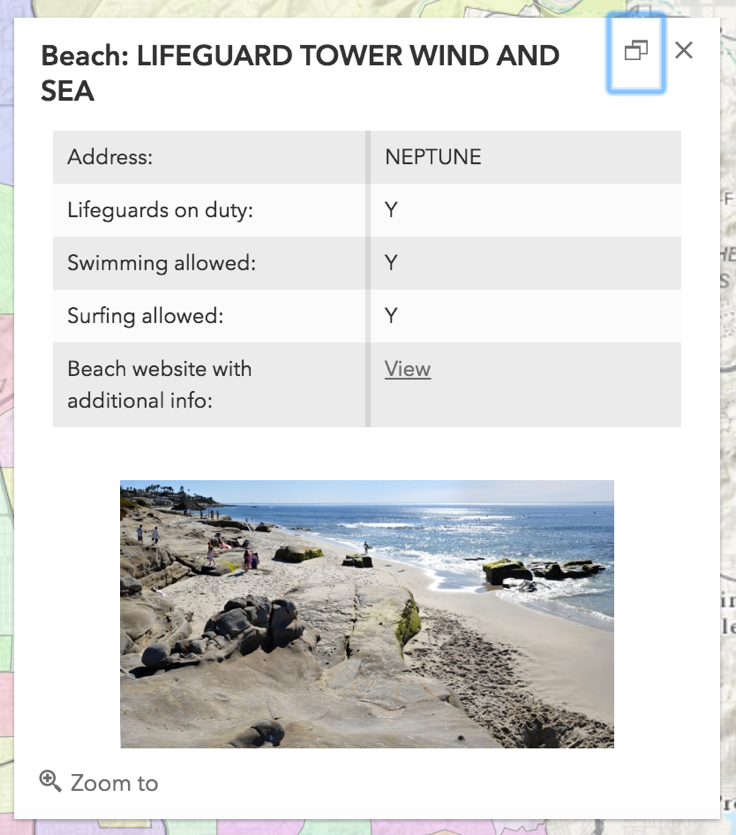 Beach: LIFEGUARD TOWER WIND AND
SEA
Address: NEPTUNE
Lifeguards on duty: Y
Swimming allowed: Y
Surfing allowed: Y
Beach website with View
additional info:
Zoom to